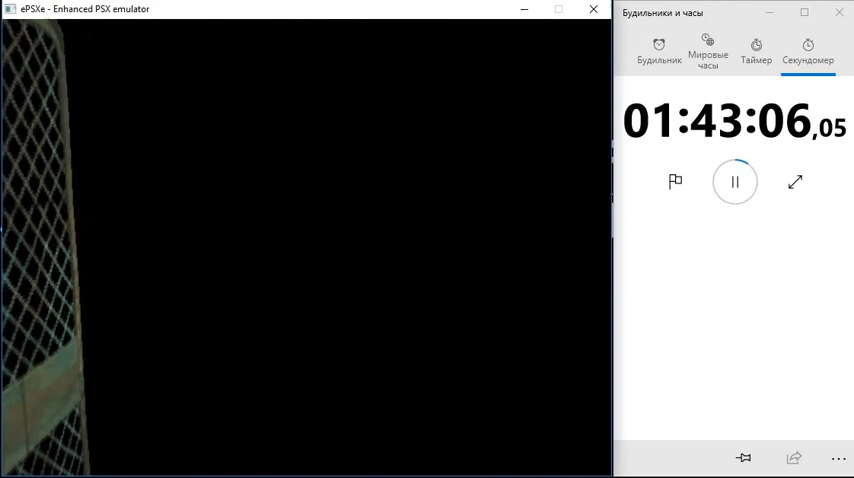 ePSXe - Enhanced PSX emulator
Будильники и часы
Будильник
Мировые
часы
Таймер
Секундомер
01:43:06,05